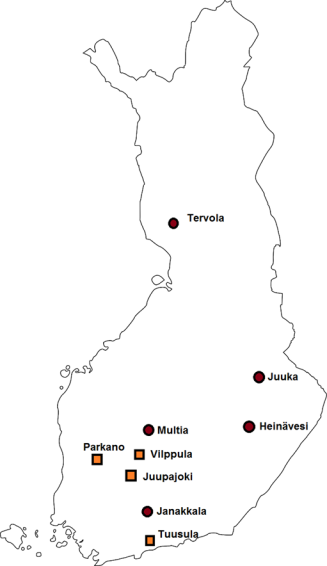 Tervola
Juuka
Heinävesi
Multia
Parkano
Vilppula
Juupajoki
Janakkala
Tuusula